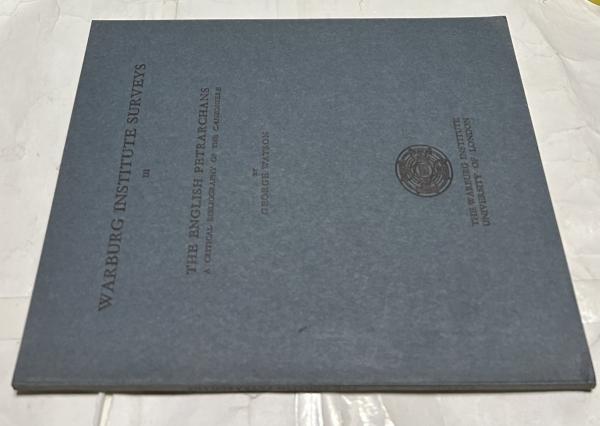 WARBURG INSTITUTE SURVEYS
III
THE ENGLISH PETRARCHANS
A CRITICAL BIBLIOGRAPHY OF THE CANZONIERE
BY
GEORGE WATSON
THE WARBURG INSTITUTE
UNIVERSITY OF LONDON